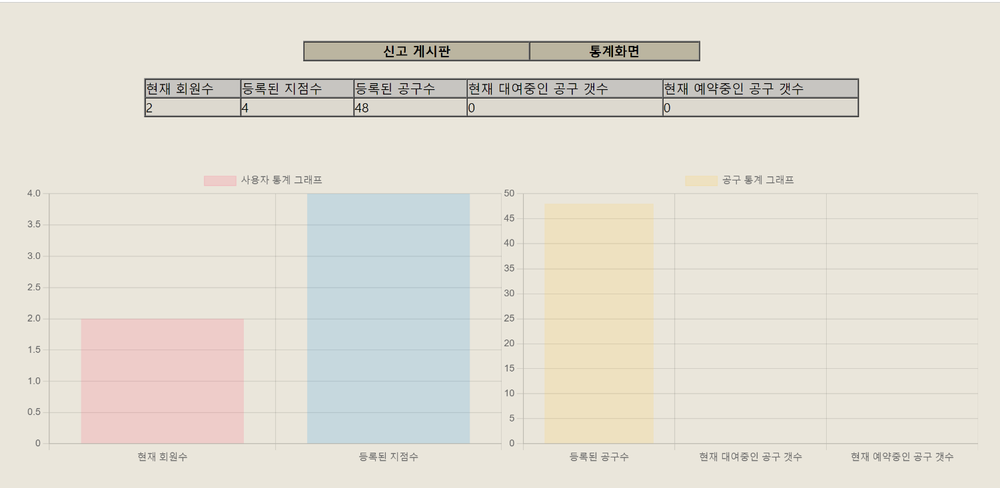 신고 게시판 통계화면
현재 회원수 등록된 지점수 등록된 공구수 현재 대여중인 공구 갯수 현재 예약중인 공구 갯수
2 4 48 0 0
사용자 통계 그래프
4.0
3.5
3.0
2.5
2.0
1.5
1.0
0.5
0
현재 회원수 등록된 지점수
공구 통계 그래프
50
45
40
35
30
25
20
15
10
5
0
등록된 공구수 현재 대여중인 공구 갯수 현재 예약중인 공구 갯수